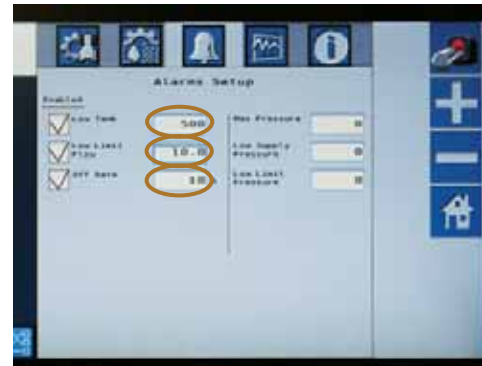 Alarms Setup
Enabled
Low Tank 500
Low Limit Flow 10.0
Off Rate
Max Pressure 0
Low Supply Pressure 0
Low Limit Pressure 0